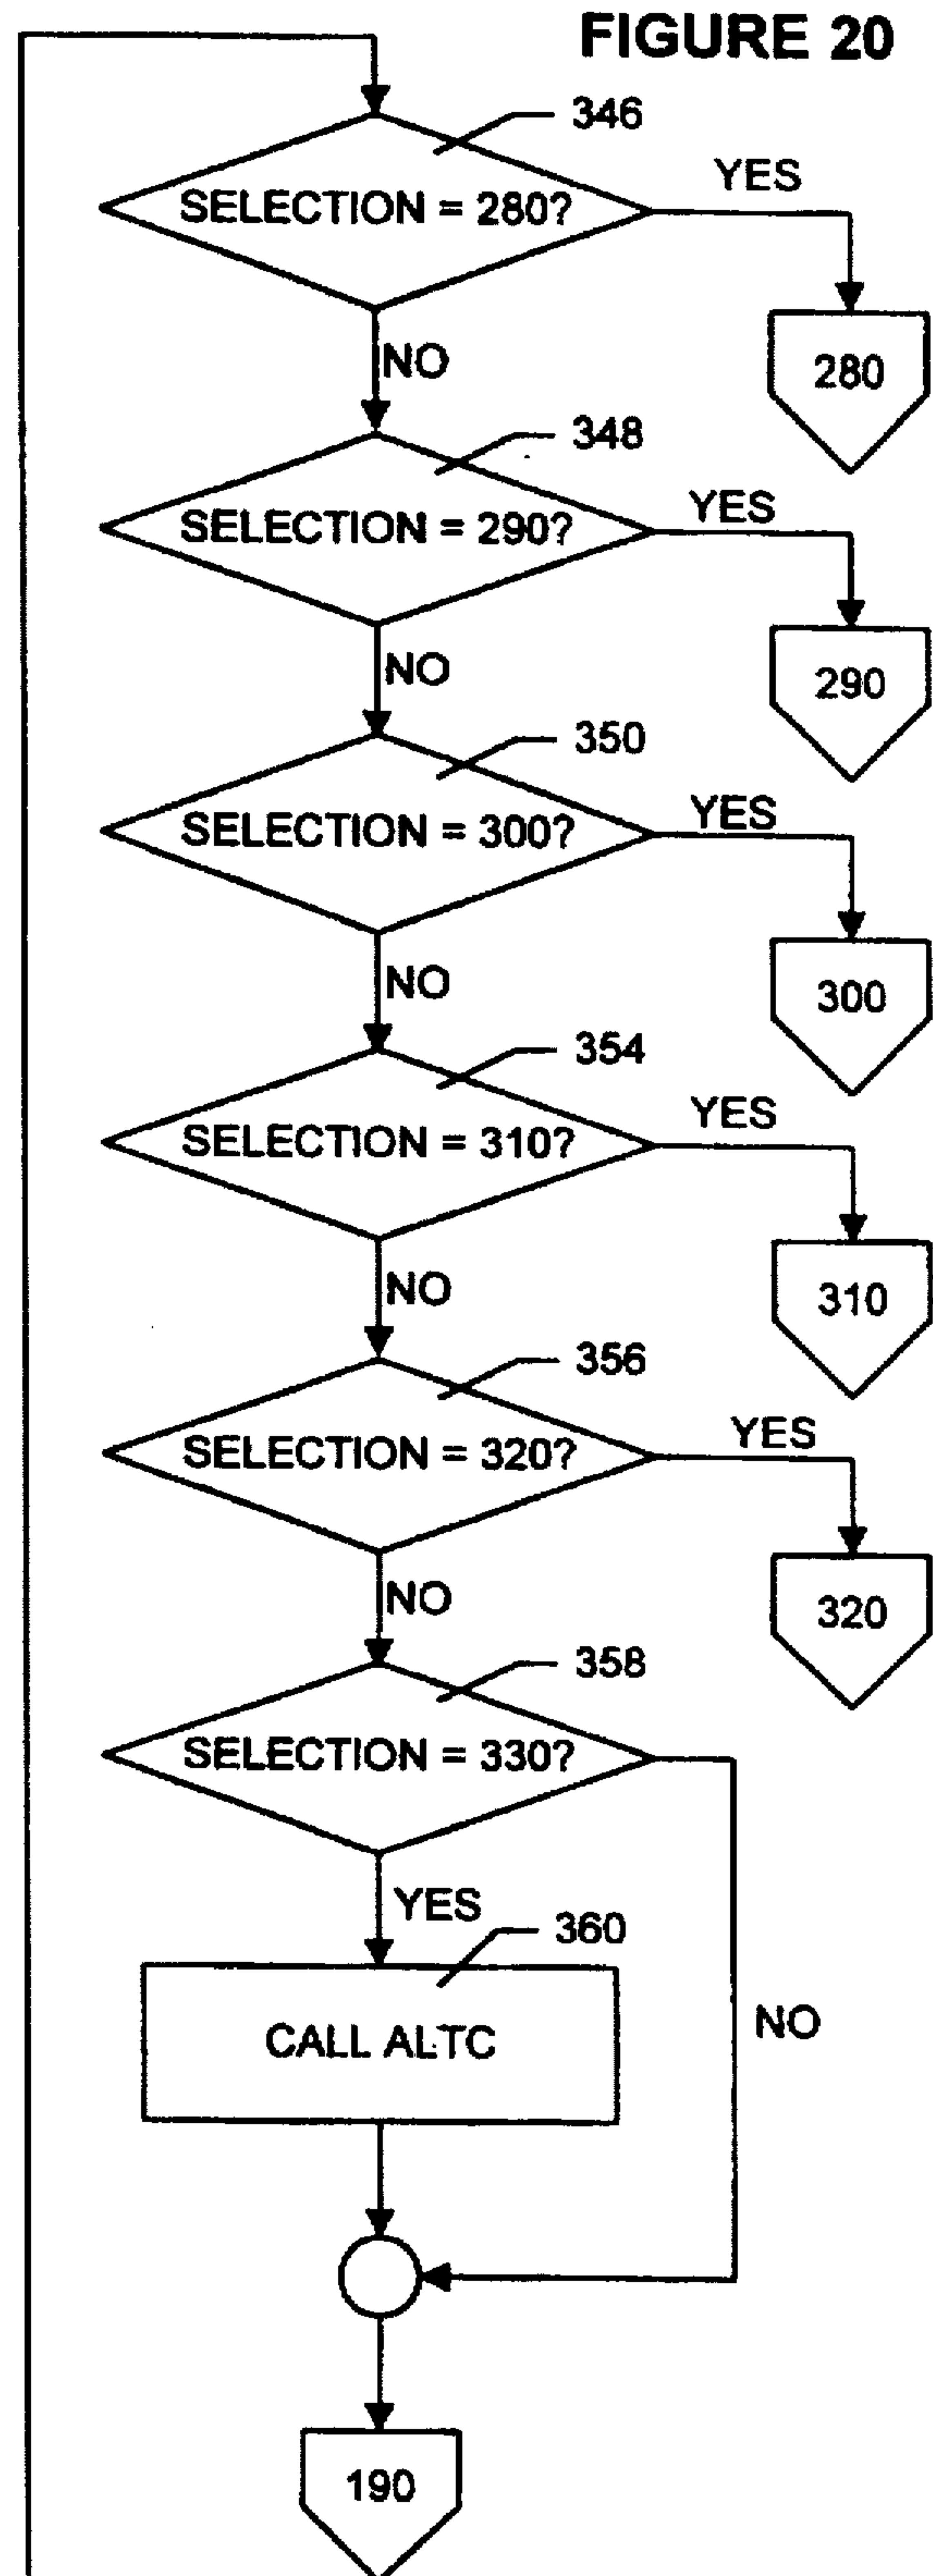 FIGURE 20
346
SELECTION = 280?
YES
280
NO
348
SELECTION = 290?
YES
290
NO
350
SELECTION = 300?
YES
300
NO
354
SELECTION = 310?
YES
310
NO
356
SELECTION = 320?
YES
320
NO
358
SELECTION = 330?
YES
360
CALL ALTC
NO
190